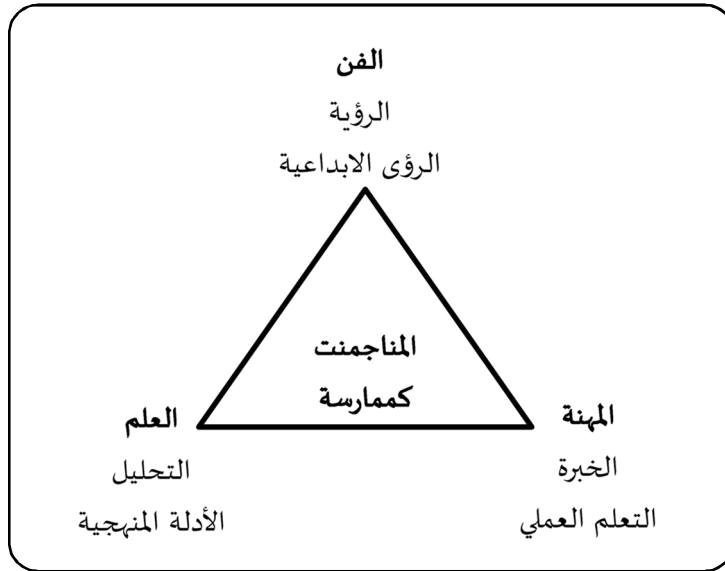 الفن
الرؤية
الرؤى الابداعية
المناجمنت
كممارسة
المهنة
الخبرة
التعلم العملي
العلم
التحليل
الأدلة المنهجية